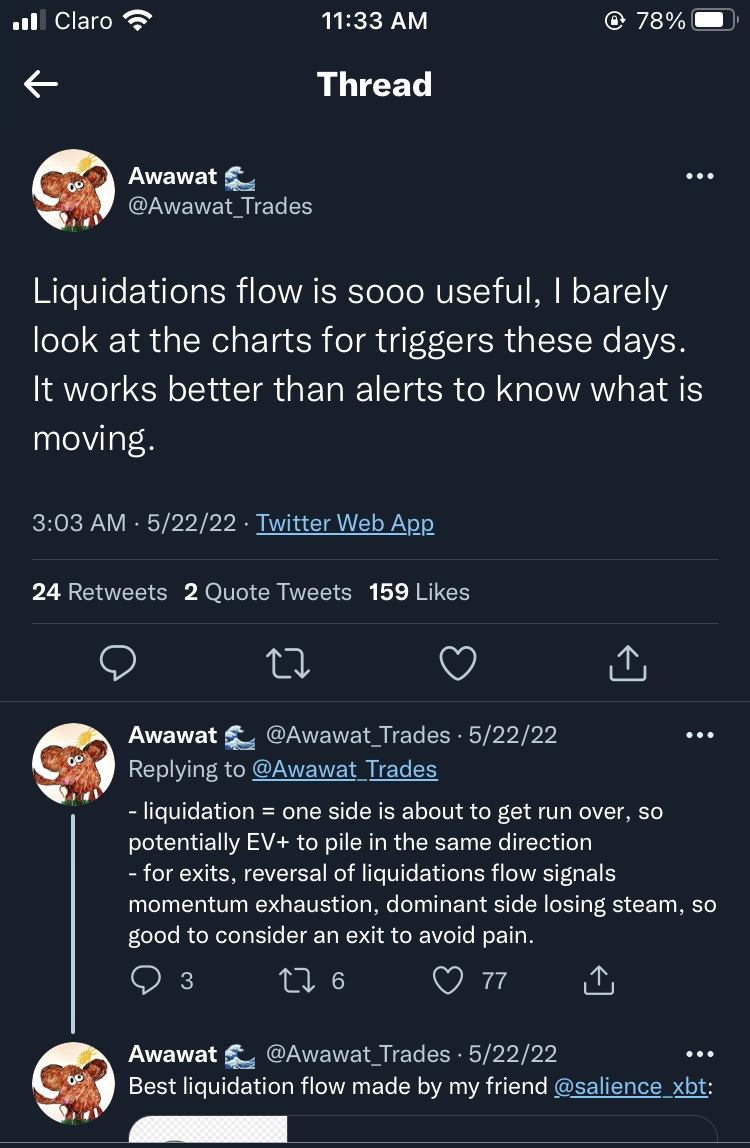 Claro 11:33 AM 78%
Thread
Awawat 🌊
@Awawat_Trades
Liquidations flow is sooo useful, I barely
look at the charts for triggers these days.
It works better than alerts to know what is
moving.
3:03 AM · 5/22/22 · Twitter Web App
24 Retweets 2 Quote Tweets 159 Likes
Awawat 🌊 @Awawat_Trades · 5/22/22
Replying to @Awawat_Trades
- liquidation = one side is about to get run over, so
potentially EV+ to pile in the same direction
- for exits, reversal of liquidations flow signals
momentum exhaustion, dominant side losing steam, so
good to consider an exit to avoid pain.
3 6 77
Awawat 🌊 @Awawat_Trades · 5/22/22
Best liquidation flow made by my friend @salience_xbt: